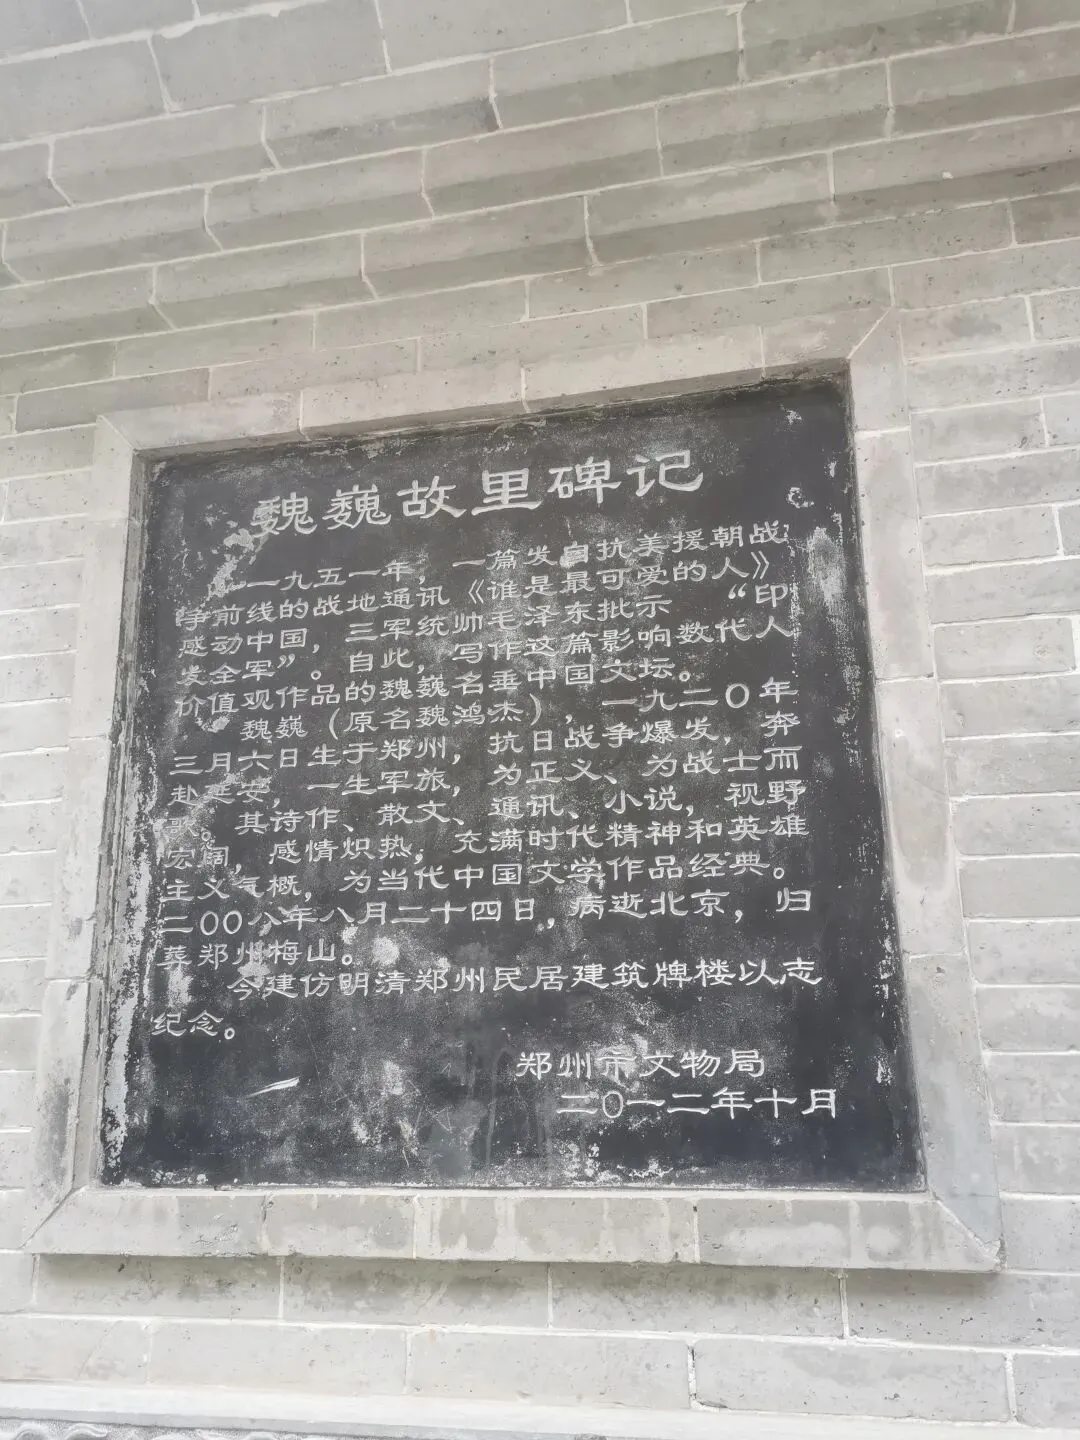 魏巍故里碑记
一九五一年，一篇发自抗美援朝战
争前线的战地通讯《谁是最可爱的人》
感动中国，三军统帅毛泽东批示“印
发全军”。自此，写作这篇影响数代人
价值观作品的魏巍名垂中国文坛。
魏巍（原名魏鸿杰），一九二〇年
三月六日生于郑州，抗日战争爆发，奔
赴延安，一生军旅，为正义、为战士而
歌。其诗作、散文、通讯、小说，视野
宏阔，感情炽热，充满时代精神和英雄
主义气概，为当代中国文学作品经典。
二〇〇八年八月二十四日，病逝北京，归
葬郑州梅山。
今建仿明清郑州民居建筑牌楼以志
纪念。
郑州市文物局
二〇一二年十月